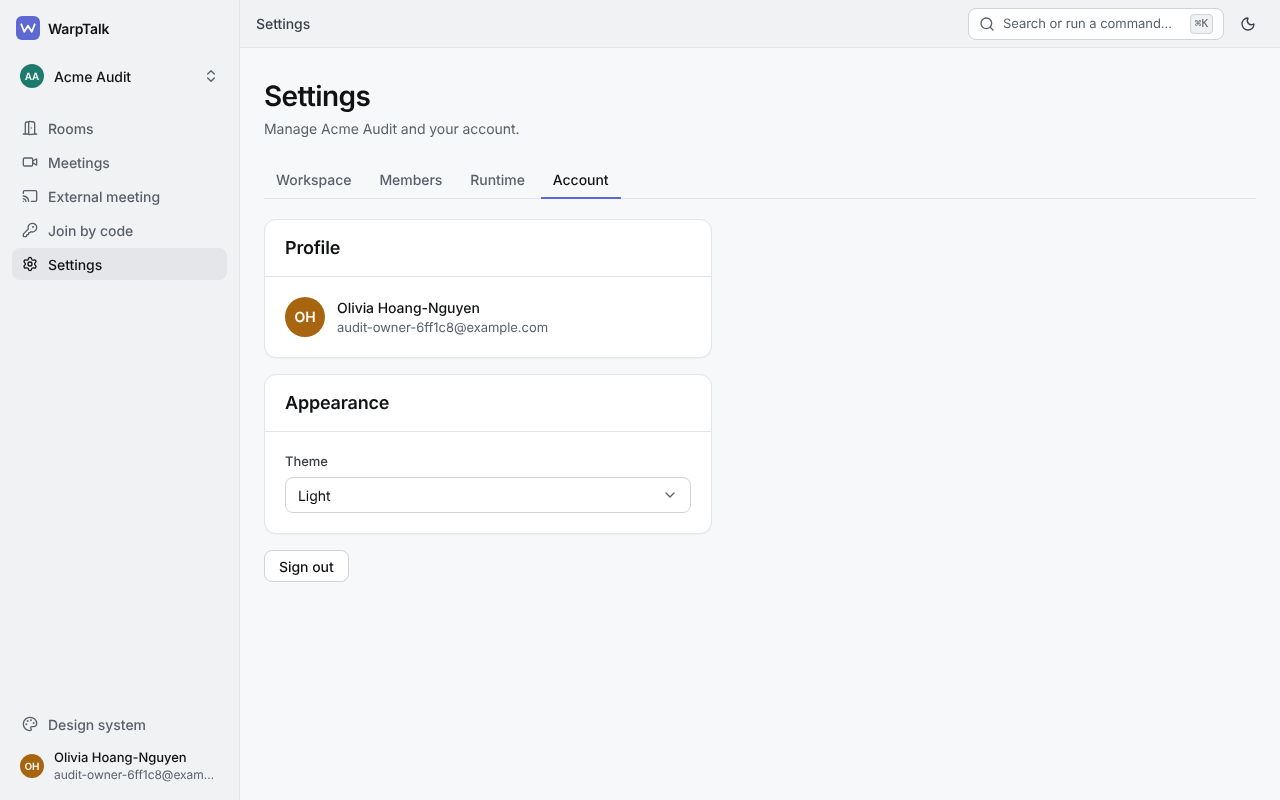 WarpTalk
Settings
Search or run a command...
⌘K
AA
Acme Audit
Rooms
Meetings
External meeting
Join by code
Settings
Settings
Manage Acme Audit and your account.
Workspace
Members
Runtime
Account
Profile
OH
Olivia Hoang-Nguyen
audit-owner-6ff1c8@example.com
Appearance
Theme
Light
Sign out
Design system
OH
Olivia Hoang-Nguyen
audit-owner-6ff1c8@exam...